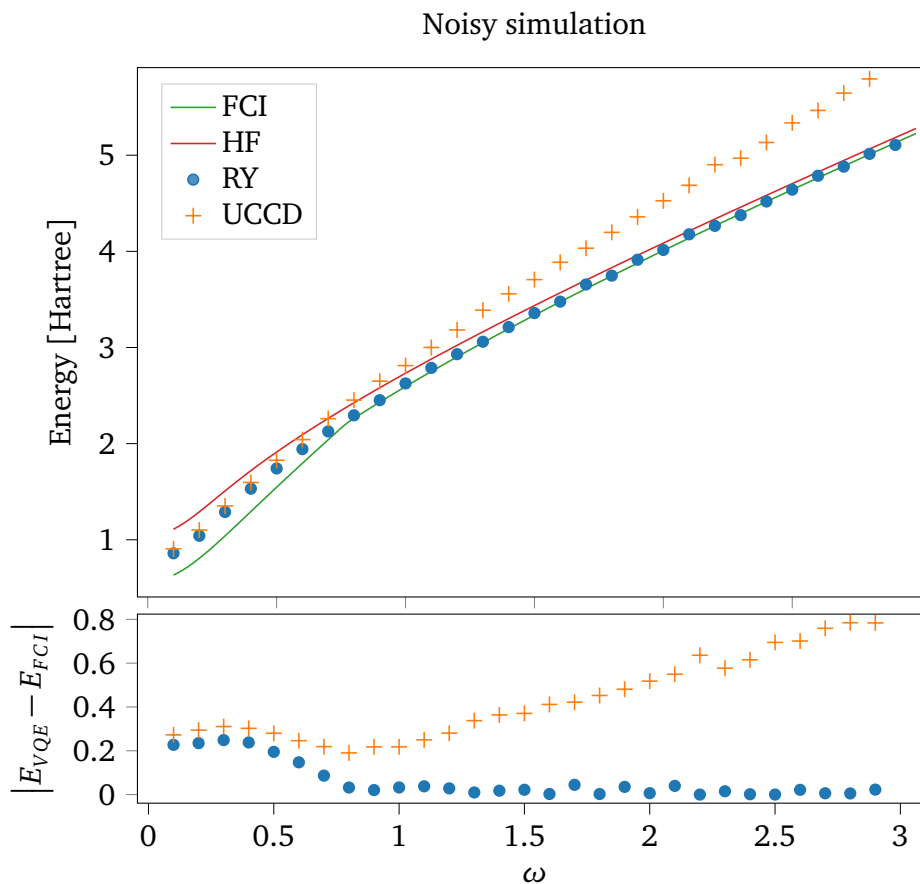 Noisy simulation
FCI
HF
RY
UCCD
Energy [Hartree]
5
4
3
2
1
|E_{VQE} − E_{FCI}|
0.8
0.6
0.4
0.2
0
0 0.5 1 1.5 2 2.5 3
ω